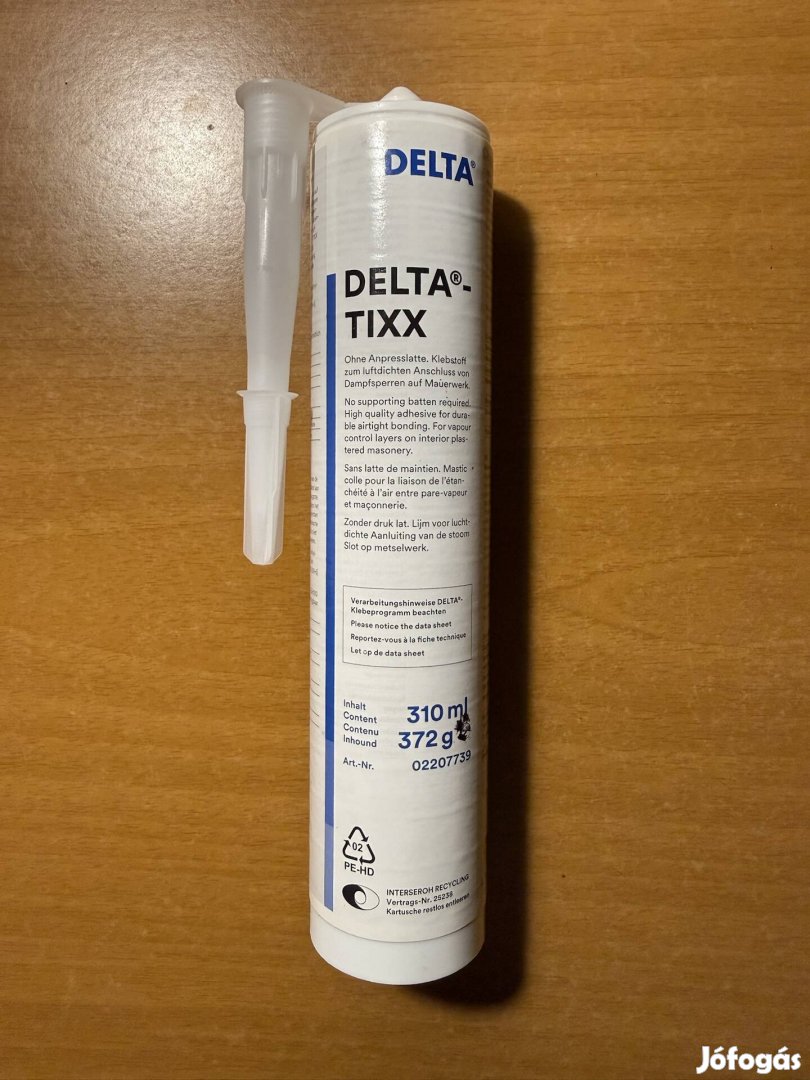 DELTA®
DELTA®-
TIXX
Ohne Anpresslatte. Klebstoff
zum luftdichten Anschluss von
Dampfsperren auf Mauerwerk.
No supporting batten required.
High quality adhesive for dura-
ble airtight bonding. For vapour
control layers on interior plas-
tered masonery.
Sans latte de maintien. Mastic
colle pour la liaison de l'étan-
chéité à l'air entre pare-vapeur
et maçonnerie.
Zonder druk lat. Lijm voor lucht-
dichte Aanluiting van de stoom
Slot op metselwerk.
Verarbeitungshinweise DELTA®-
Klebeprogramm beachten
Please notice the data sheet
Reportez-vous à la fiche technique
Let op de data sheet
Inhalt
Content
Contenu
Inhound
310 ml
372 g
Art.-Nr. 02207739
02
PE-HD
INTERSEROH RECYCLING
Vertrags-Nr. 25236
Kartusche restlos entleeren
Jófogás